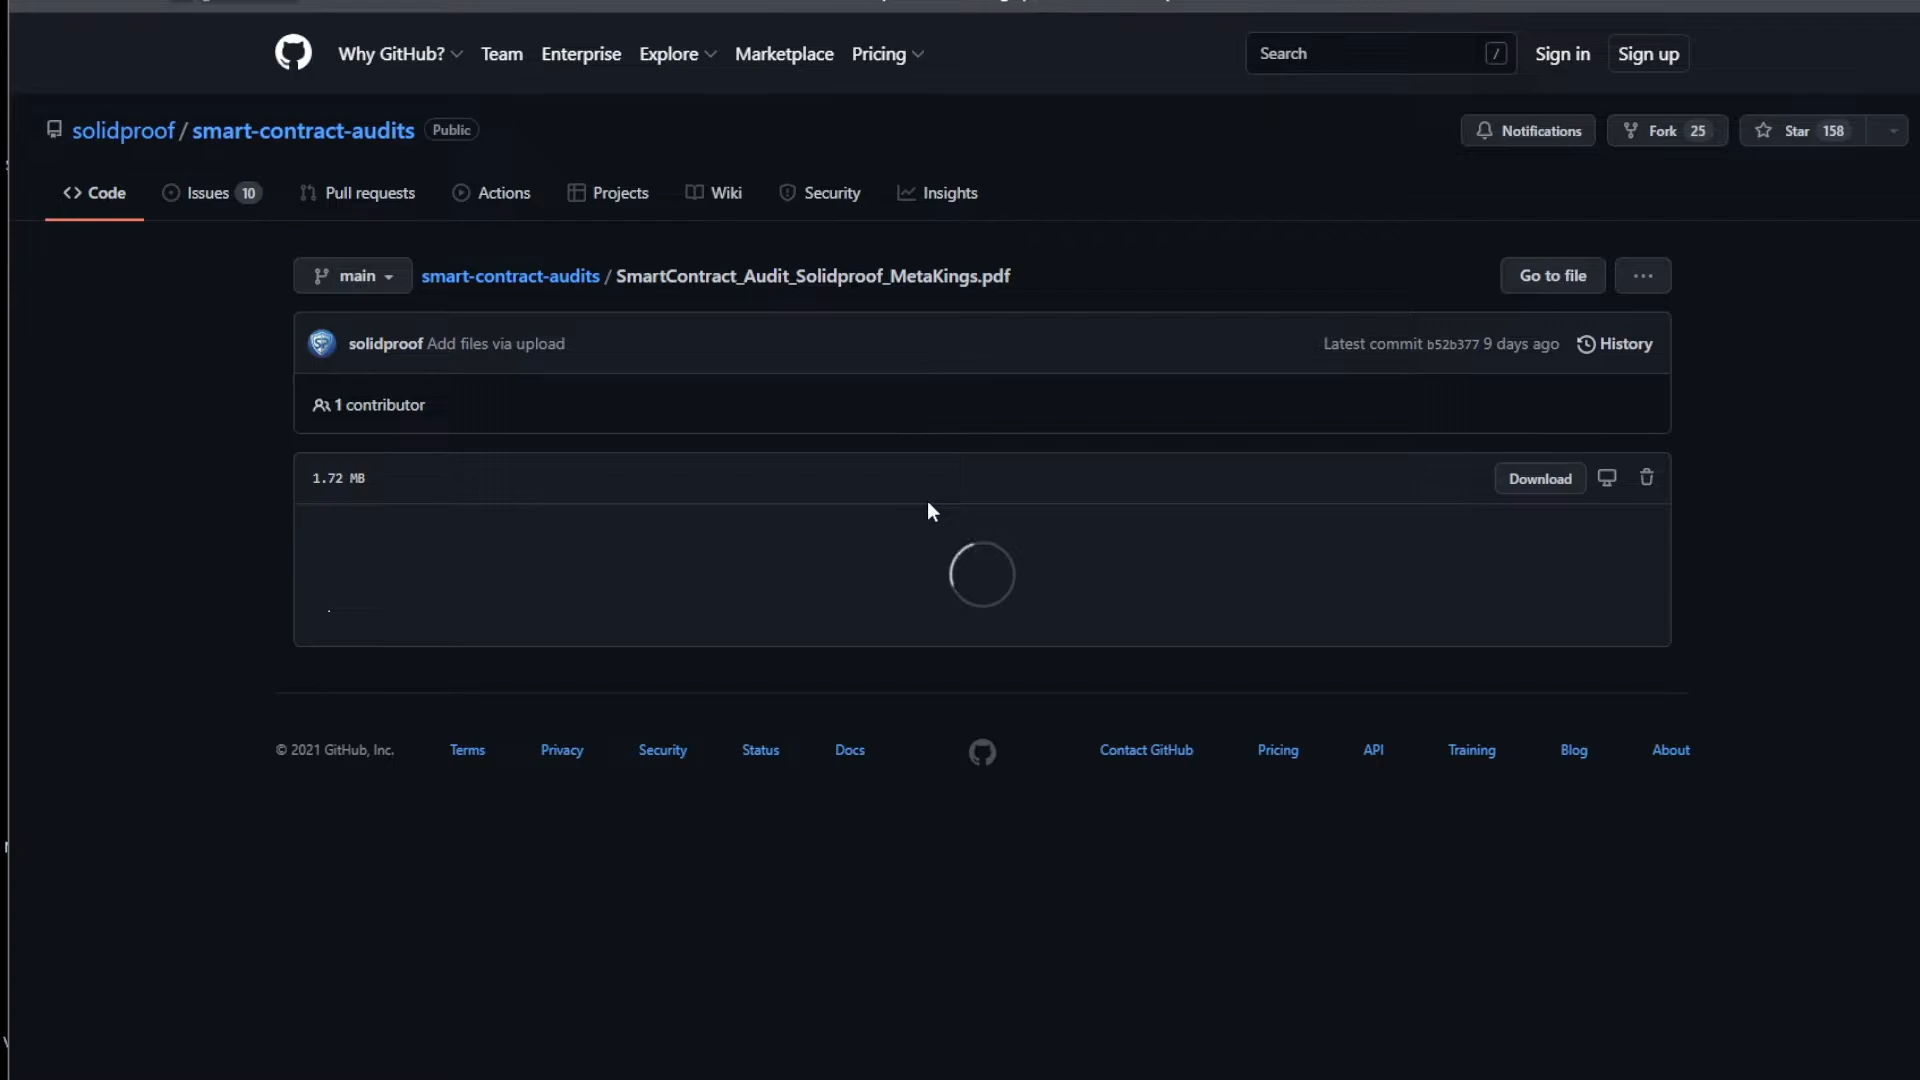 Why GitHub? Team Enterprise Explore Marketplace Pricing Search / Sign in Sign up
solidproof / smart-contract-audits Public Notifications Fork 25 Star 158
<> Code Issues 10 Pull requests Actions Projects Wiki Security Insights
main smart-contract-audits / SmartContract_Audit_Solidproof_MetaKings.pdf Go to file ...
solidproof Add files via upload Latest commit b52b377 9 days ago History
1 contributor
1.72 MB Download
© 2021 GitHub, Inc. Terms Privacy Security Status Docs Contact GitHub Pricing API Training Blog About